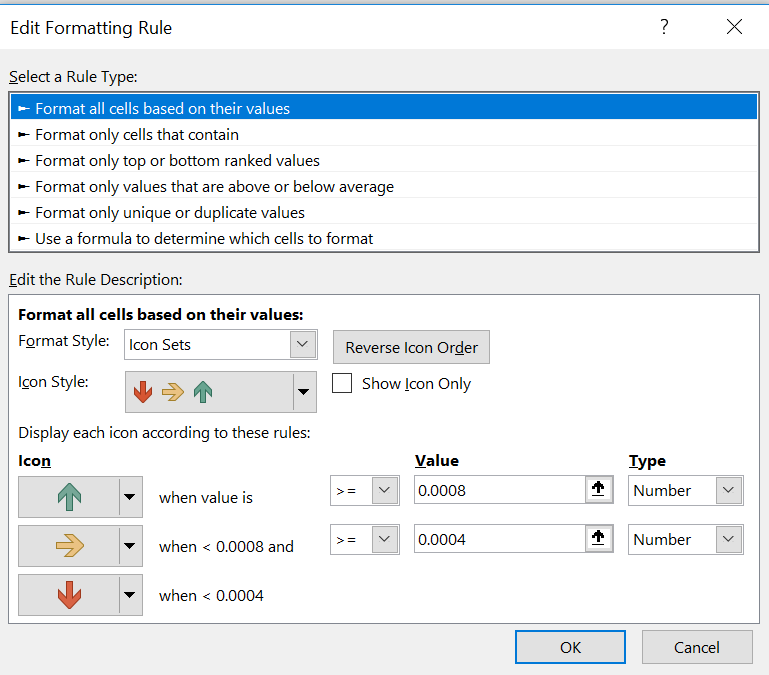 Edit Formatting Rule ?
Select a Rule Type:
► Format all cells based on their values
► Format only cells that contain
► Format only top or bottom ranked values
► Format only values that are above or below average
► Format only unique or duplicate values
► Use a formula to determine which cells to format
Edit the Rule Description:
Format all cells based on their values:
Format Style: Icon Sets Reverse Icon Order
Icon Style: Show Icon Only
Display each icon according to these rules:
Icon Value Type
when value is >= 0.0008 Number
when < 0.0008 and >= 0.0004 Number
when < 0.0004
OK Cancel